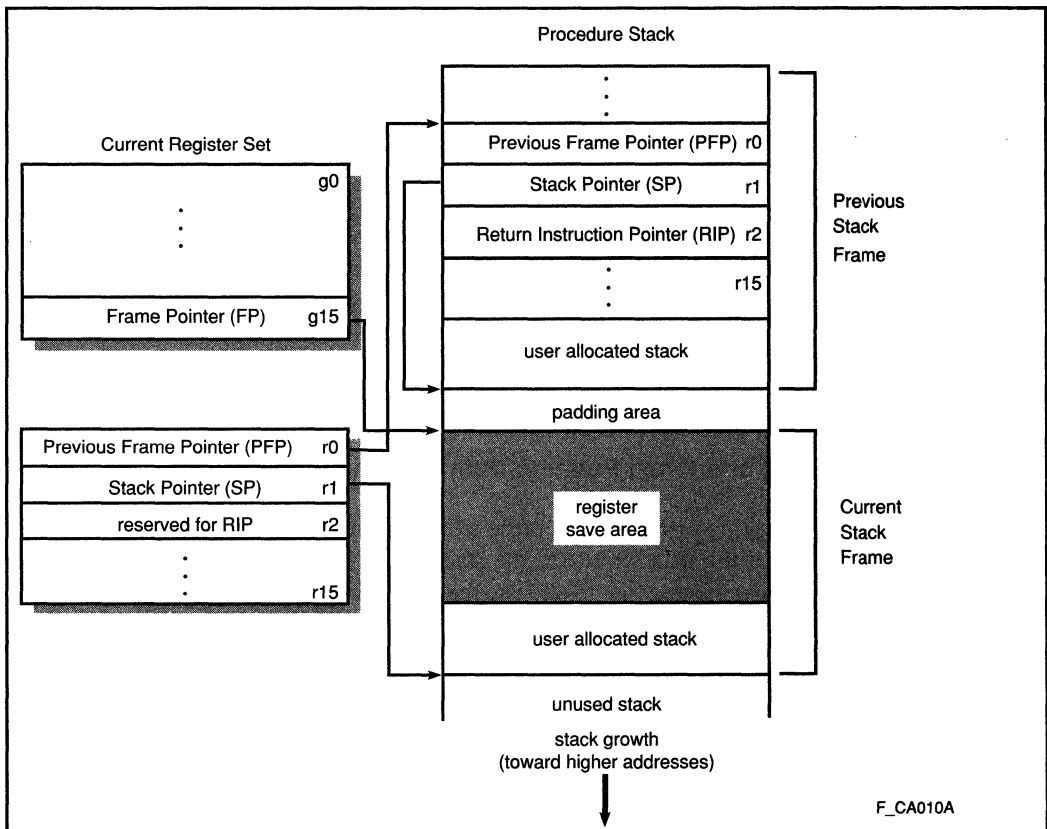 Procedure Stack
Current Register Set
g0
Frame Pointer (FP) g15
Previous Frame Pointer (PFP) r0
Stack Pointer (SP) r1
reserved for RIP r2
r15
Previous Frame Pointer (PFP) r0
Stack Pointer (SP) r1
Return Instruction Pointer (RIP) r2
r15
user allocated stack
padding area
register
save area
user allocated stack
unused stack
stack growth
(toward higher addresses)
Previous
Stack
Frame
Current
Stack
Frame
F_CA010A